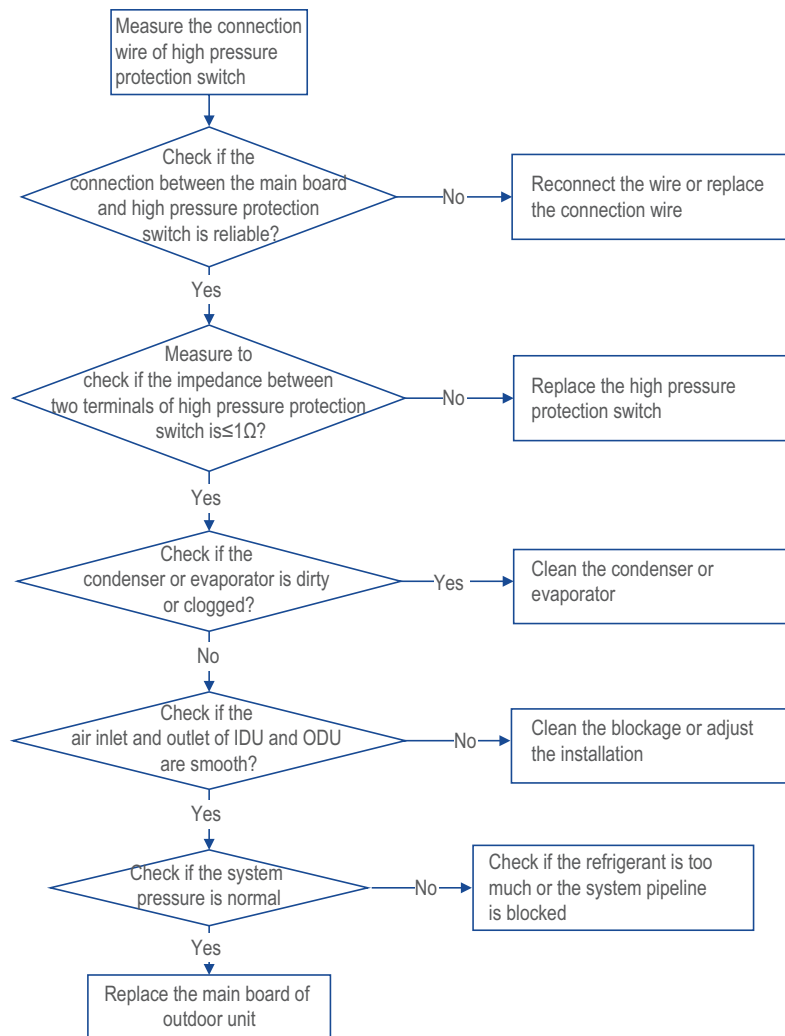 Measure the connection
wire of high pressure
protection switch
Check if the
connection between the main board
and high pressure protection
switch is reliable?
No
Reconnect the wire or replace
the connection wire
Yes
Measure to
check if the impedance between
two terminals of high pressure protection
switch is≤1Ω?
No
Replace the high pressure
protection switch
Yes
Check if the
condenser or evaporator is dirty
or clogged?
Yes
Clean the condenser or
evaporator
No
Check if the
air inlet and outlet of IDU and ODU
are smooth?
No
Clean the blockage or adjust
the installation
Yes
Check if the system
pressure is normal
No
Check if the refrigerant is too
much or the system pipeline
is blocked
Yes
Replace the main board of
outdoor unit